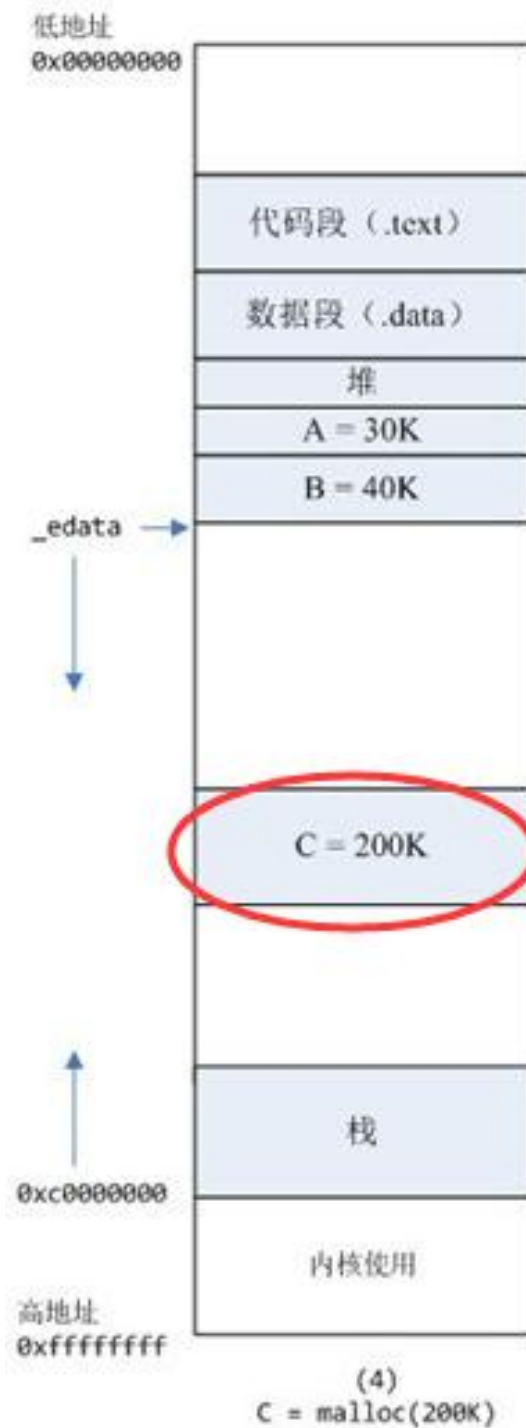 低地址
0x00000000
代码段（.text）
数据段（.data）
堆
A = 30K
B = 40K
_edata
C = 200K
栈
0xc0000000
内核使用
高地址
0xffffffff
(4)
C = malloc(200K)